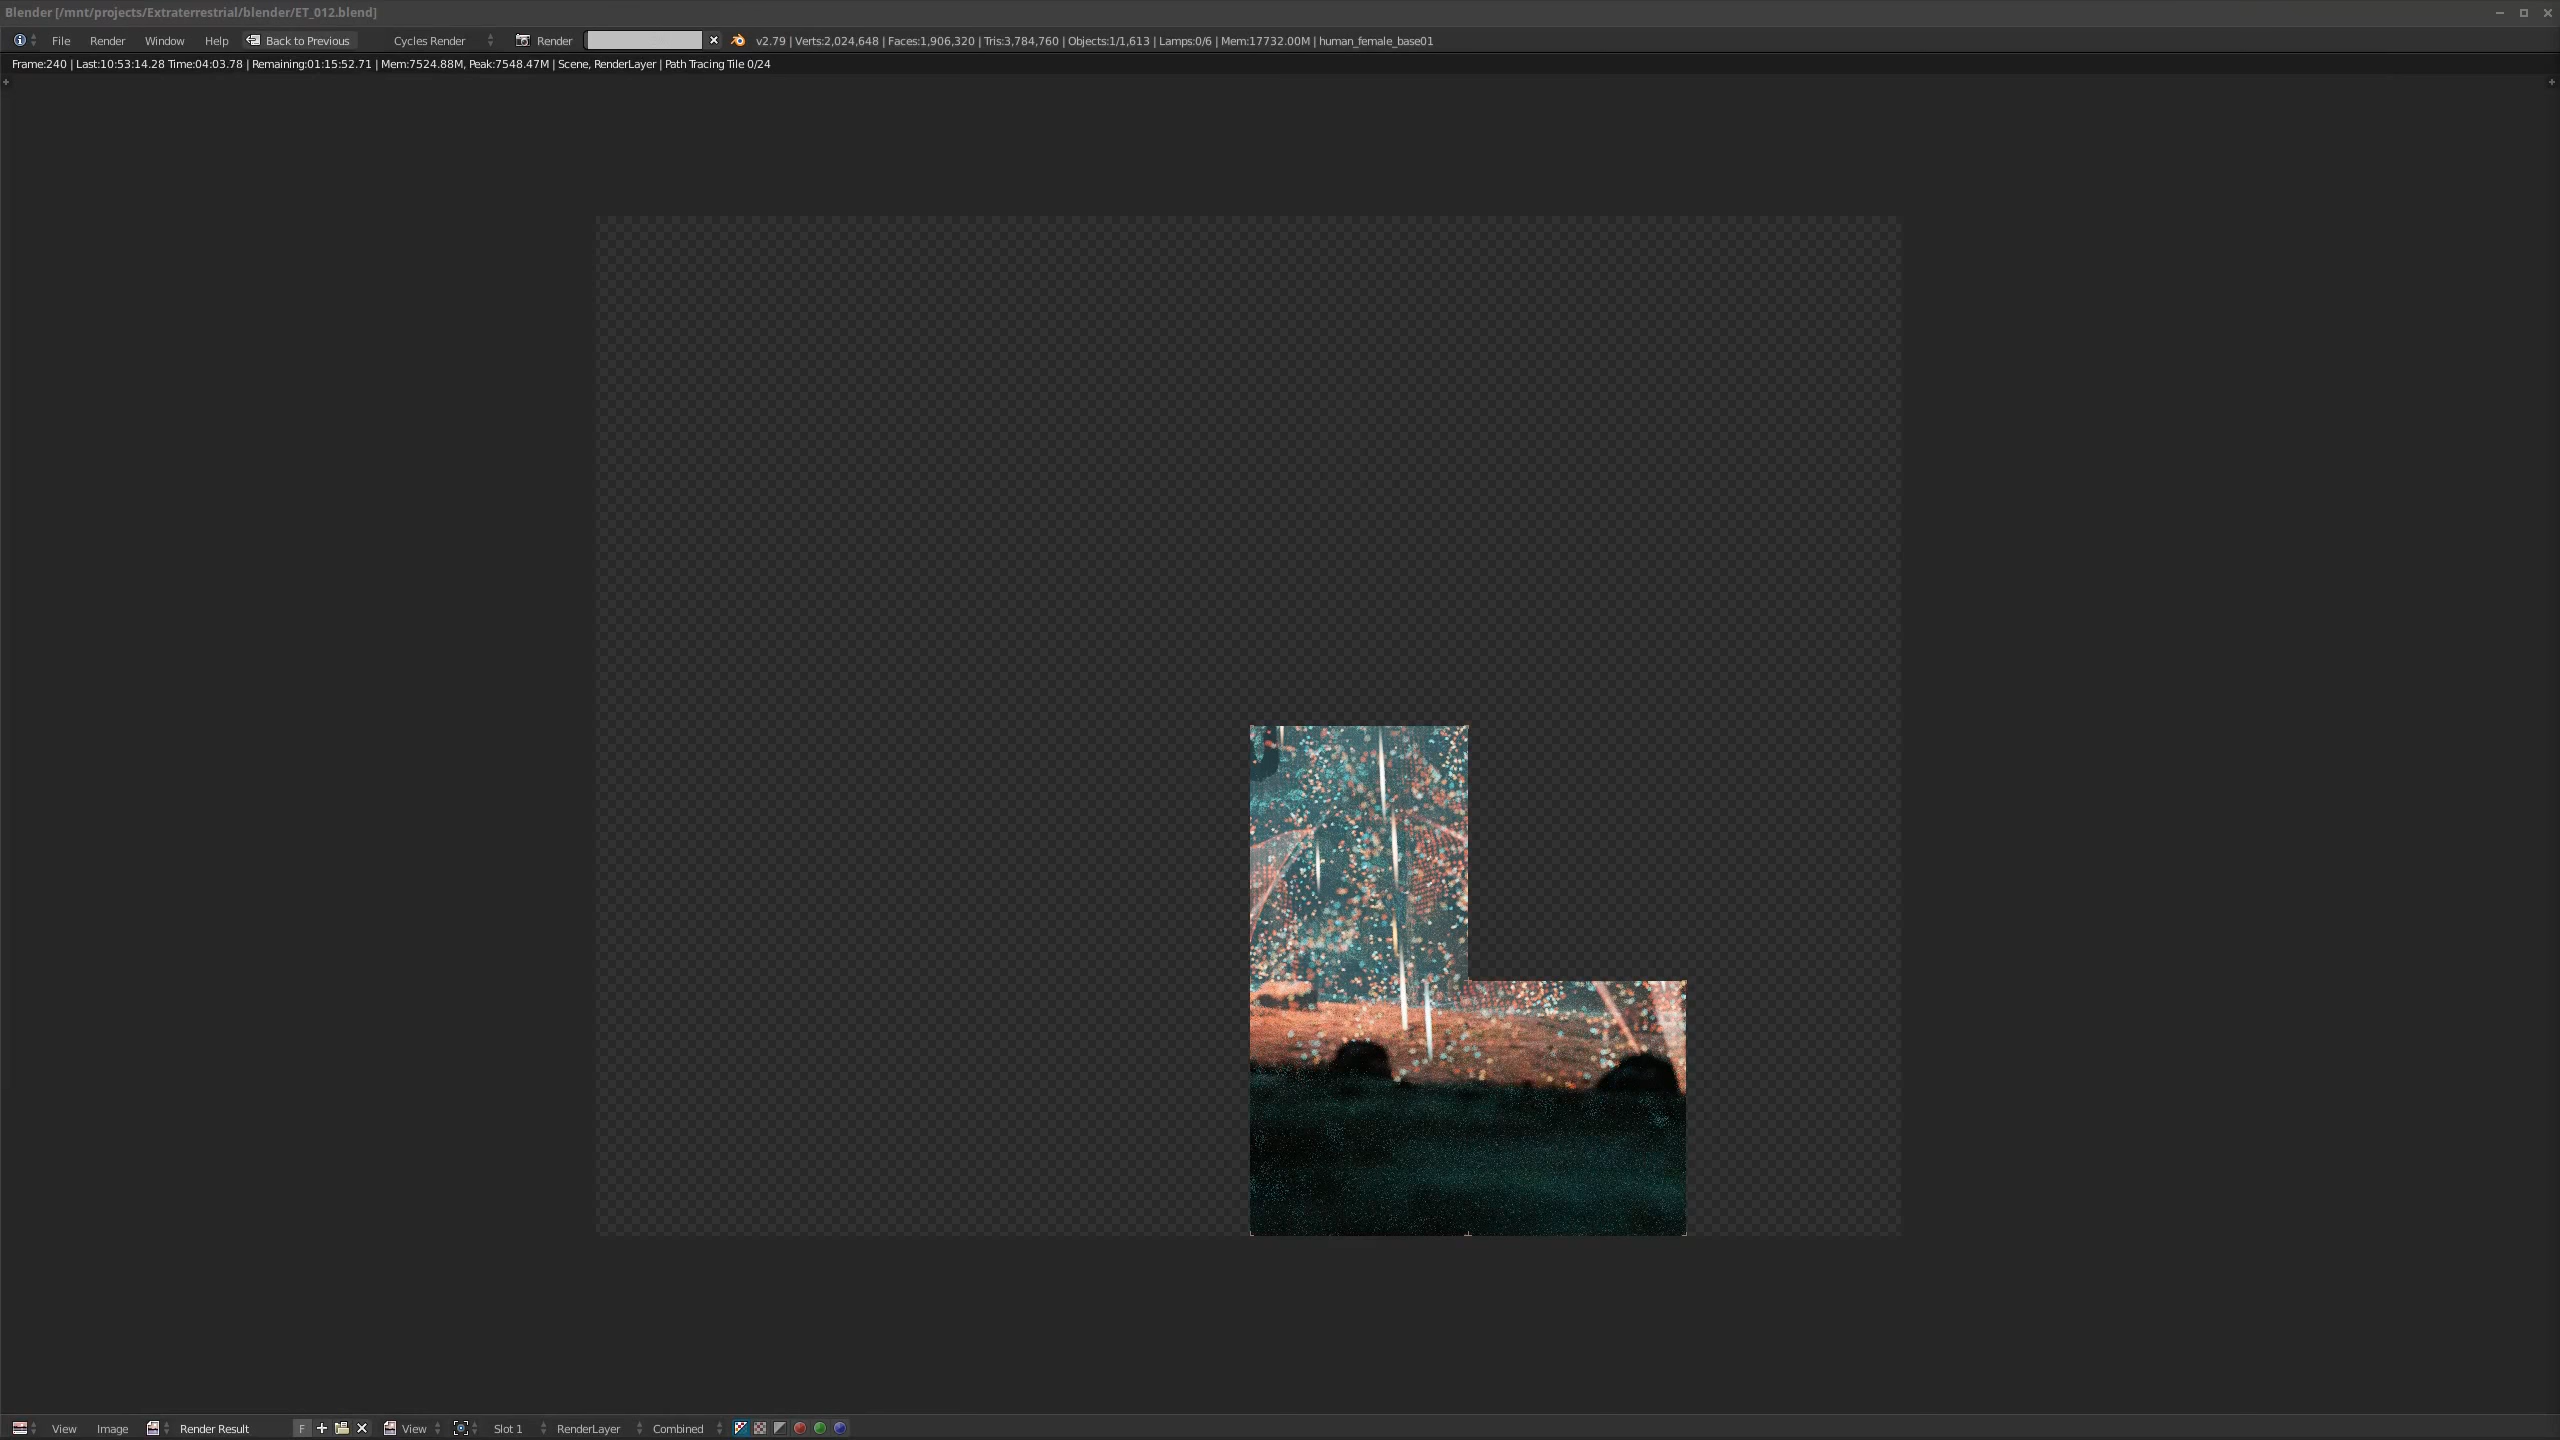 Blender [/mnt/projects/Extraterrestrial/blender/ET_012.blend]
File Render Window Help Back to Previous Cycles Render Render v2.79 | Verts:2,024,648 | Faces:1,906,320 | Tris:3,784,760 | Objects:1/1,613 | Lamps:0/6 | Mem:17732.00M | human_female_base01
Frame:240 | Last:10:53:14.28 Time:04:03.78 | Remaining:01:15:52.71 | Mem:7524.88M, Peak:7548.47M | Scene, RenderLayer | Path Tracing Tile 0/24
View Image Render Result F View Slot 1 RenderLayer Combined